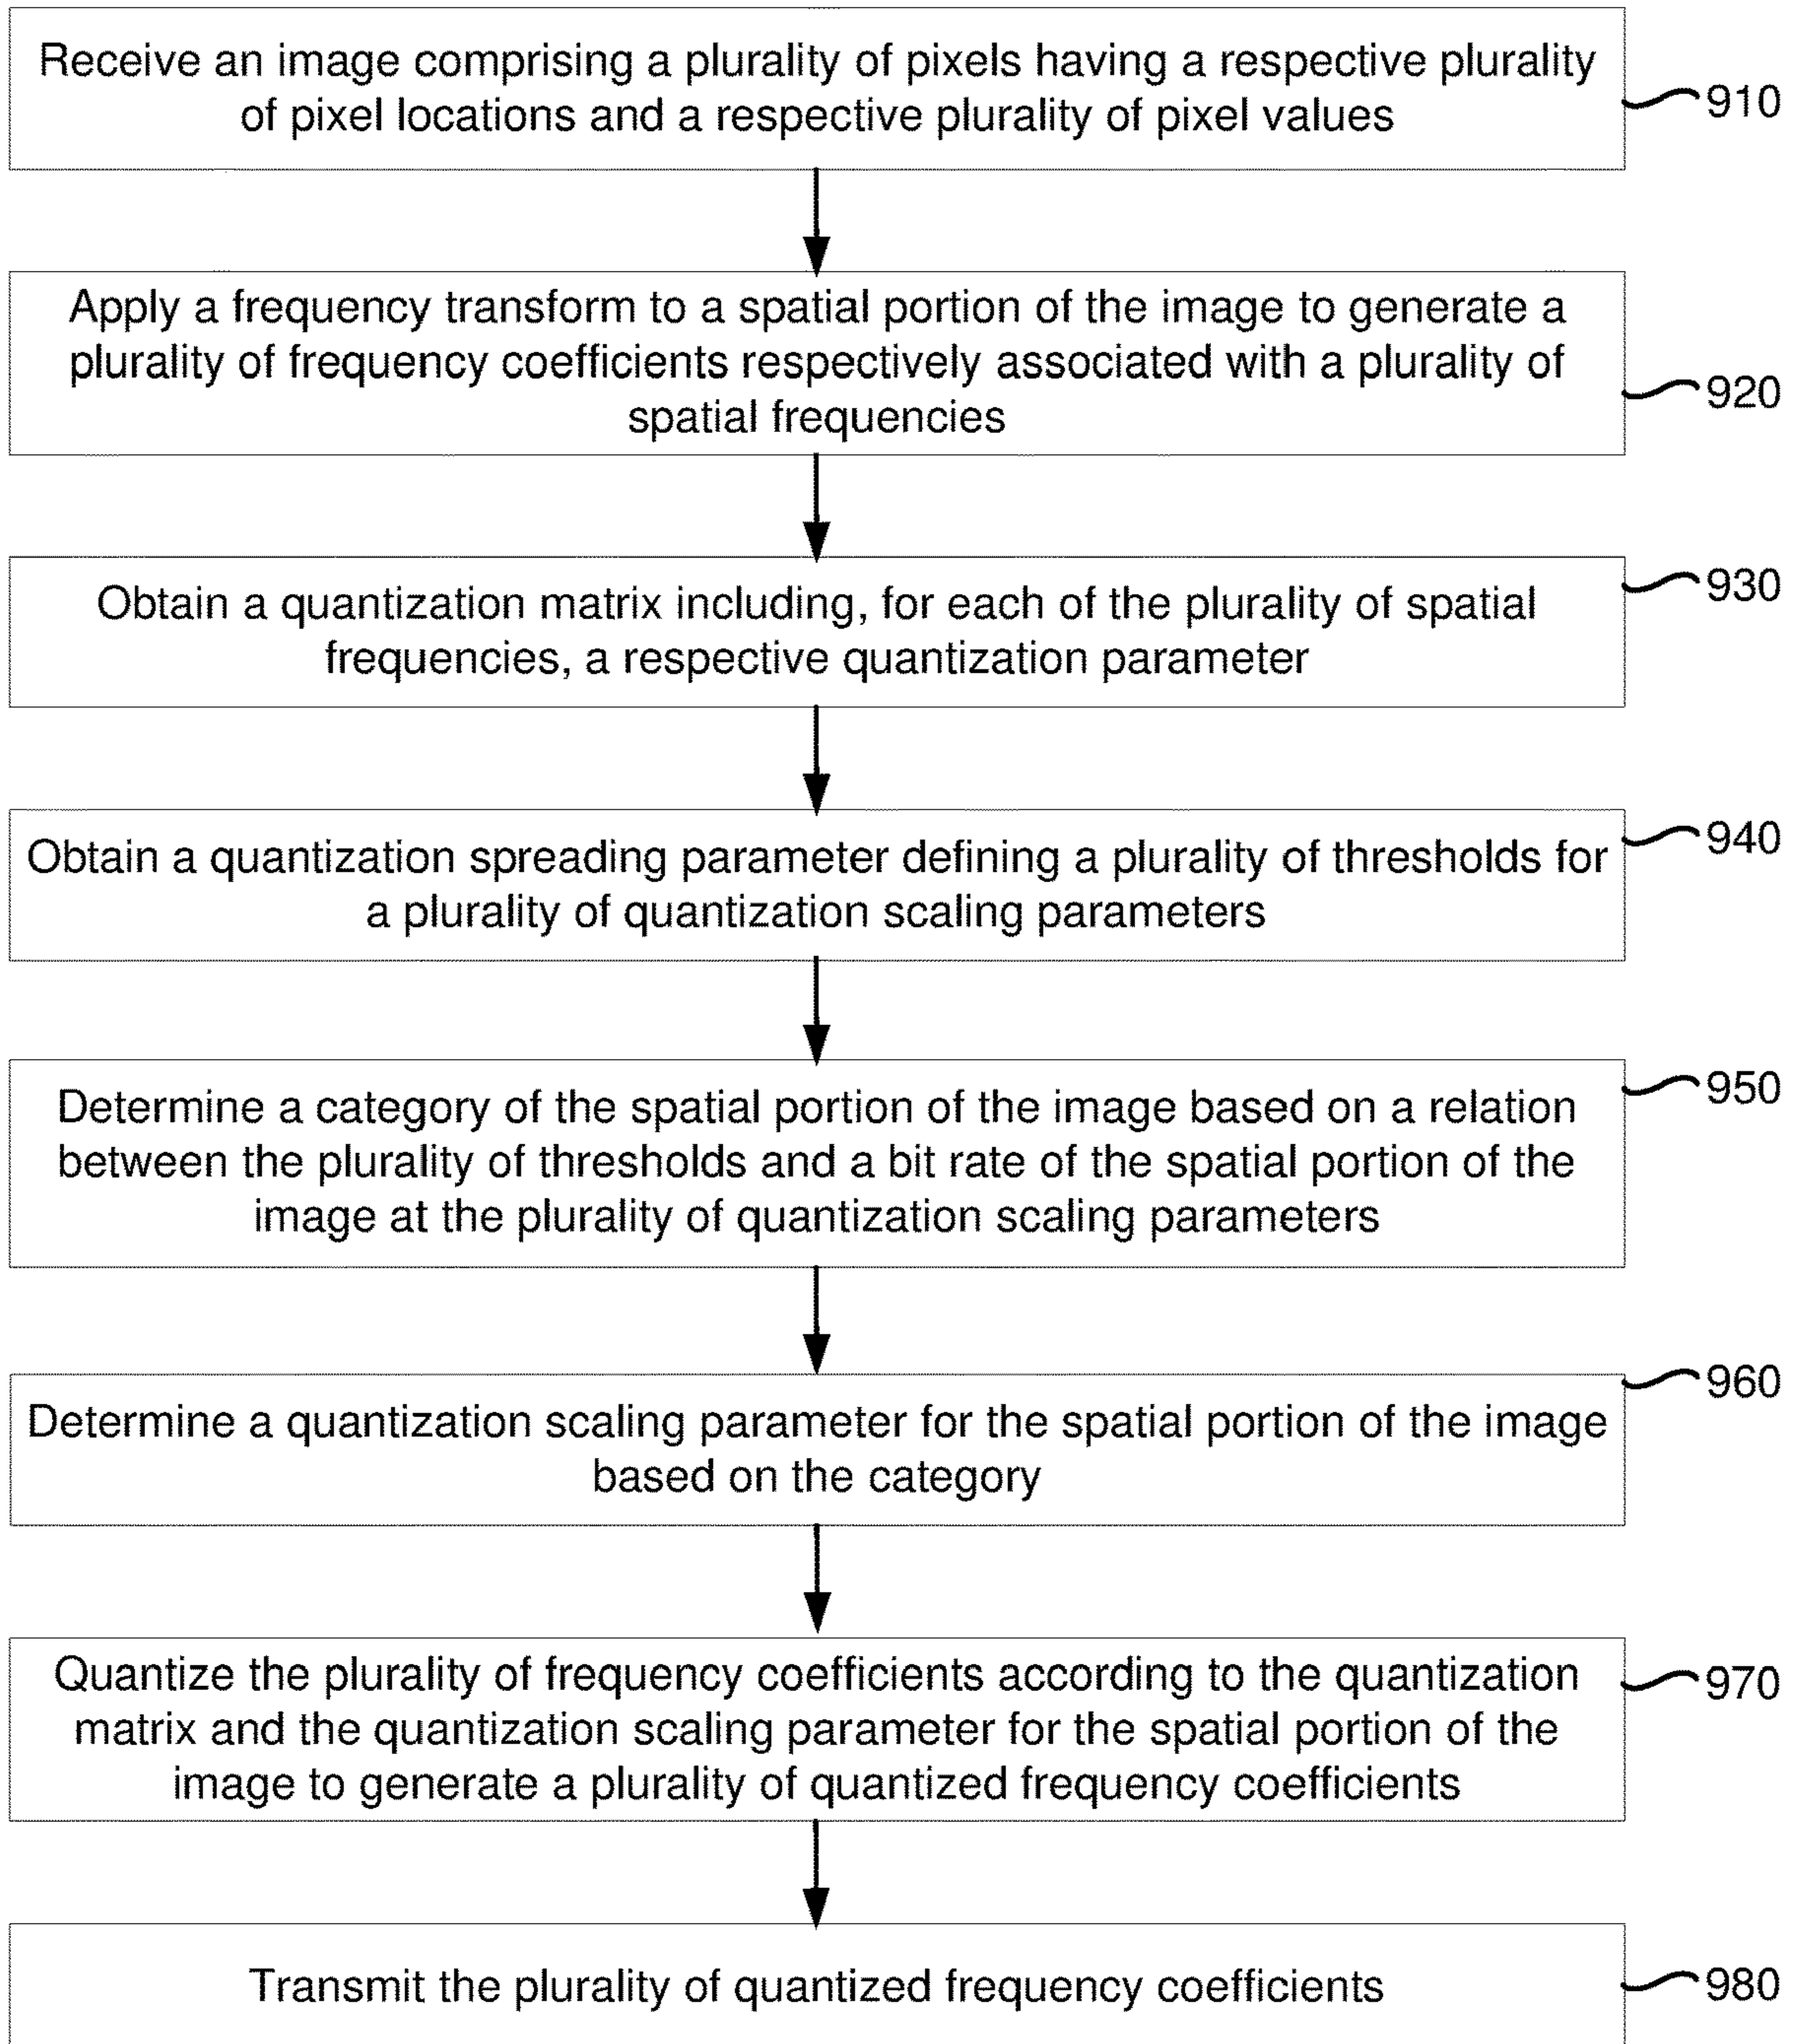 Receive an image comprising a plurality of pixels having a respective plurality
of pixel locations and a respective plurality of pixel values
910
Apply a frequency transform to a spatial portion of the image to generate a
plurality of frequency coefficients respectively associated with a plurality of
spatial frequencies
920
Obtain a quantization matrix including, for each of the plurality of spatial
frequencies, a respective quantization parameter
930
Obtain a quantization spreading parameter defining a plurality of thresholds for
a plurality of quantization scaling parameters
940
Determine a category of the spatial portion of the image based on a relation
between the plurality of thresholds and a bit rate of the spatial portion of the
image at the plurality of quantization scaling parameters
950
Determine a quantization scaling parameter for the spatial portion of the image
based on the category
960
Quantize the plurality of frequency coefficients according to the quantization
matrix and the quantization scaling parameter for the spatial portion of the
image to generate a plurality of quantized frequency coefficients
970
Transmit the plurality of quantized frequency coefficients
980